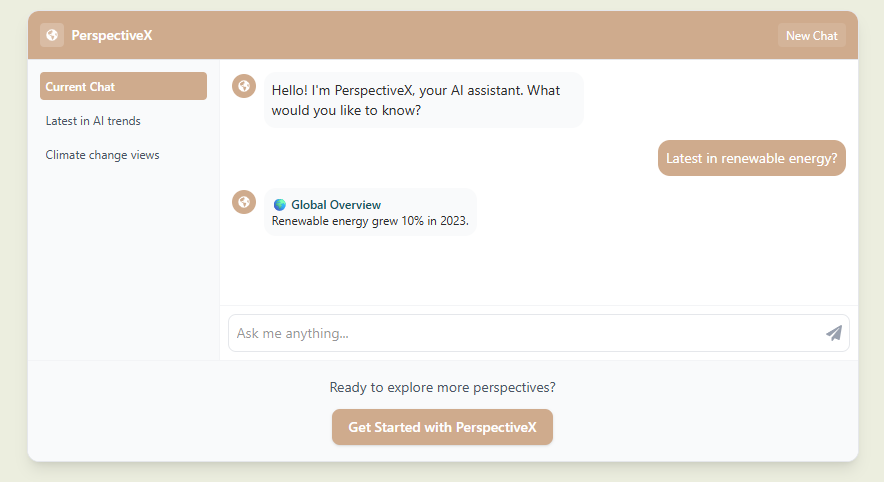 PerspectiveX
New Chat
Current Chat
Latest in AI trends
Climate change views
Hello! I'm PerspectiveX, your AI assistant. What
would you like to know?
Latest in renewable energy?
Global Overview
Renewable energy grew 10% in 2023.
Ask me anything...
Ready to explore more perspectives?
Get Started with PerspectiveX